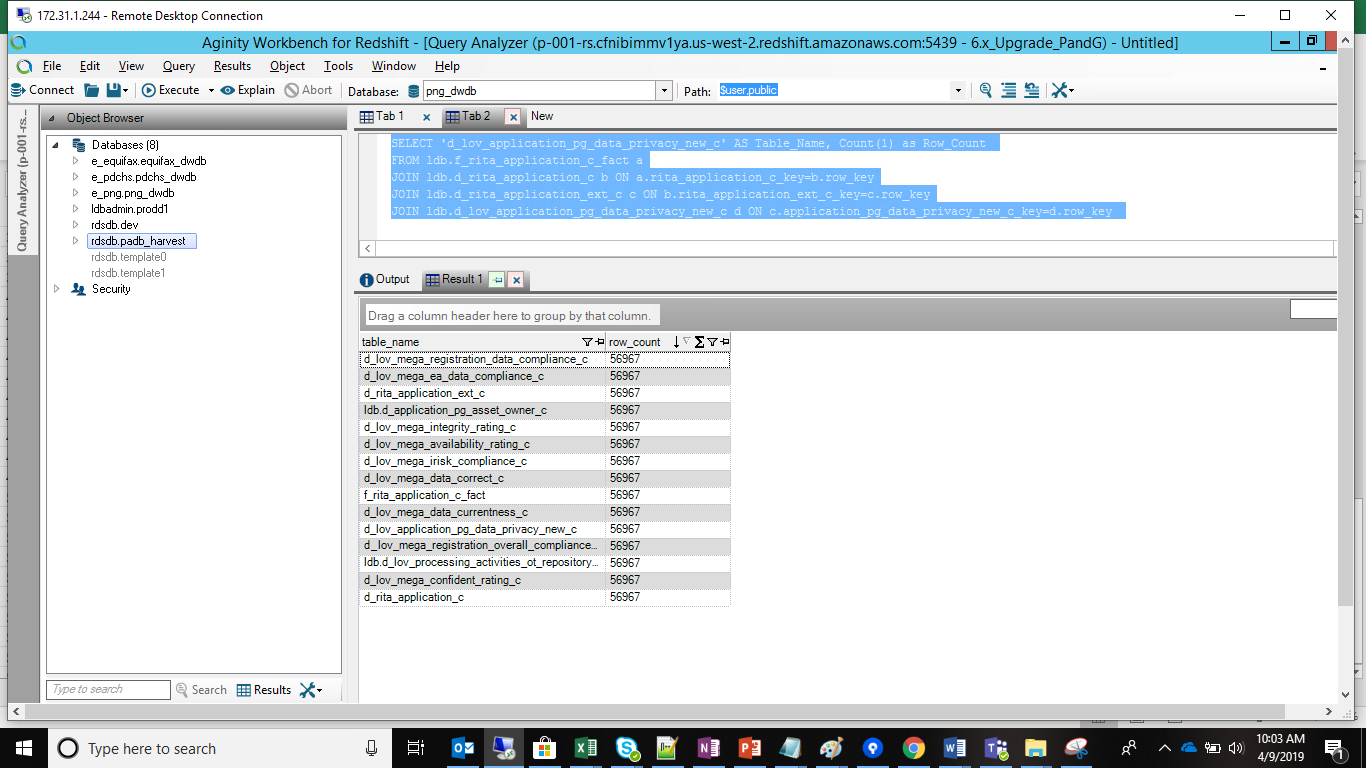 172.31.1.244 - Remote Desktop Connection
Aginity Workbench for Redshift - [Query Analyzer (p-001-rs.cfnibimmv1ya.us-west-2.redshift.amazonaws.com:5439 - 6.x_Upgrade_PandG) - Untitled]
File Edit View Query Results Object Tools Window Help
Connect Execute Explain Abort Database: png_dwdb Path: $user,public
Query Analyzer (p-001-rs...
Object Browser
Databases (8)
e_equifax.equifax_dwdb
e_pdchs.pdchs_dwdb
e_png.png_dwdb
ldbadmin.prodd1
rdsdb.dev
rdsdb.padb_harvest
rdsdb.template0
rdsdb.template1
Security
Type to search Search Results
Tab 1 Tab 2 New
SELECT 'd_lov_application_pg_data_privacy_new_c' AS Table_Name, Count(1) as Row_Count
FROM ldb.f_rita_application_c_fact a
JOIN ldb.d_rita_application_c b ON a.rita_application_c_key=b.row_key
JOIN ldb.d_rita_application_ext_c c ON b.rita_application_ext_c_key=c.row_key
JOIN ldb.d_lov_application_pg_data_privacy_new_c d ON c.application_pg_data_privacy_new_c_key=d.row_key
Output Result 1
Drag a column header here to group by that column.
table_name row_count
d_lov_mega_registration_data_compliance_c 56967
d_lov_mega_ea_data_compliance_c 56967
d_rita_application_ext_c 56967
ldb.d_application_pg_asset_owner_c 56967
d_lov_mega_integrity_rating_c 56967
d_lov_mega_availability_rating_c 56967
d_lov_mega_irisk_compliance_c 56967
d_lov_mega_data_correct_c 56967
f_rita_application_c_fact 56967
d_lov_mega_data_currentness_c 56967
d_lov_application_pg_data_privacy_new_c 56967
d_lov_mega_registration_overall_compliance... 56967
ldb.d_lov_processing_activities_ot_repository... 56967
d_lov_mega_confident_rating_c 56967
d_rita_application_c 56967
Type here to search
10:03 AM
4/9/2019
1